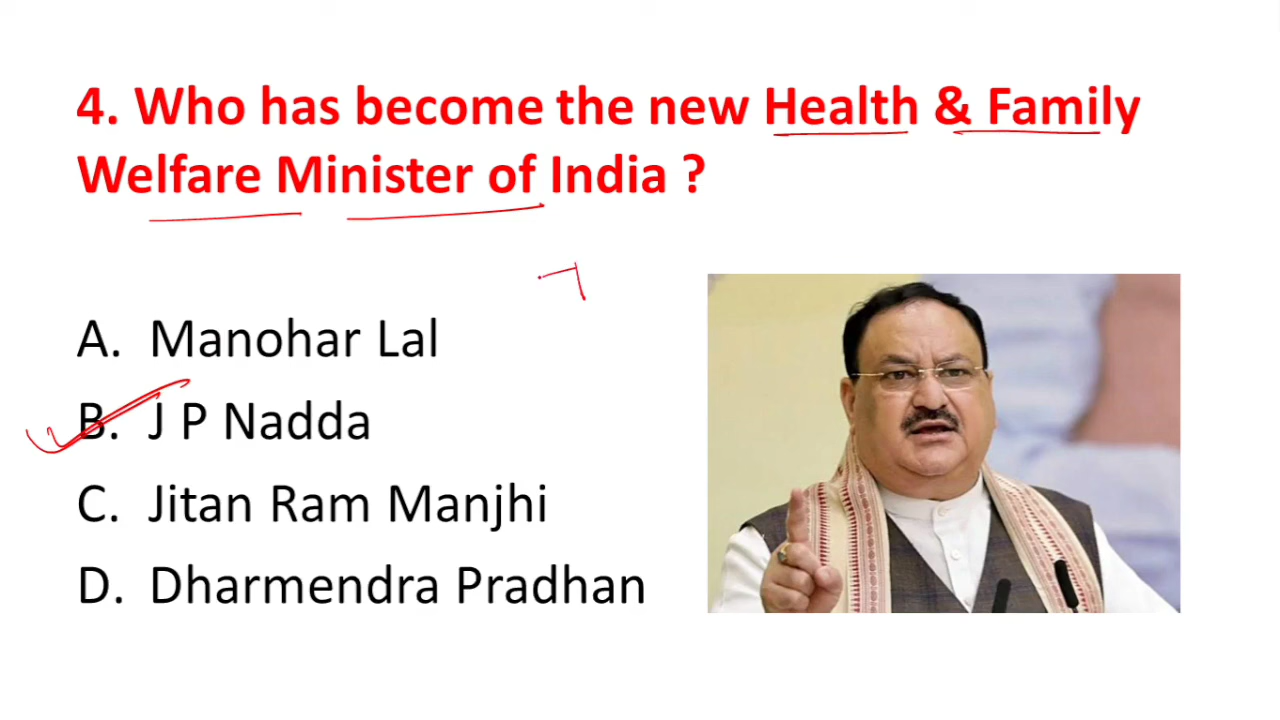 4. Who has become the new Health & Family
Welfare Minister of India ?
A. Manohar Lal
B. J P Nadda
C. Jitan Ram Manjhi
D. Dharmendra Pradhan